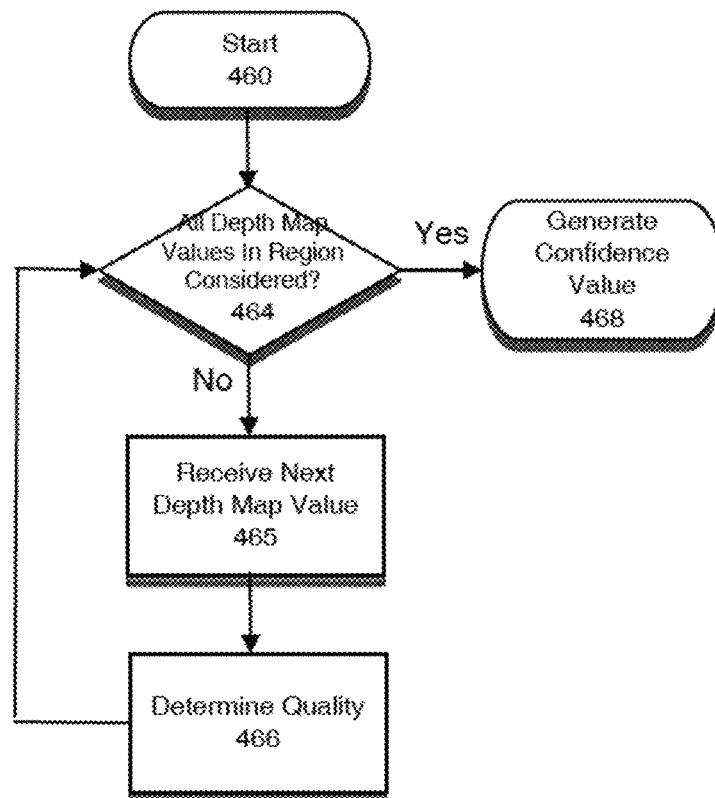 Start
460
All Depth Map
Values In Region
Considered?
464
Yes
Generate
Confidence
Value
468
No
Receive Next
Depth Map Value
465
Determine Quality
466